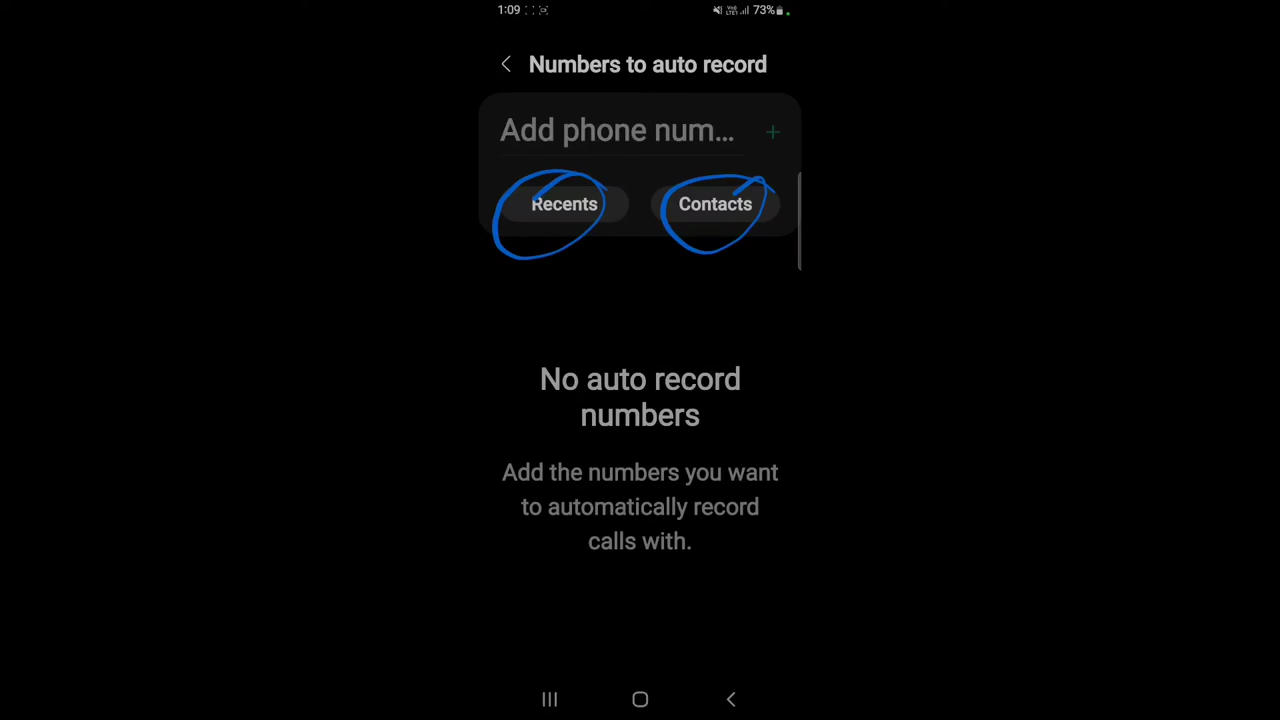 1:09 73%
Numbers to auto record
Add phone num...
Recents Contacts
No auto record
numbers
Add the numbers you want
to automatically record
calls with.